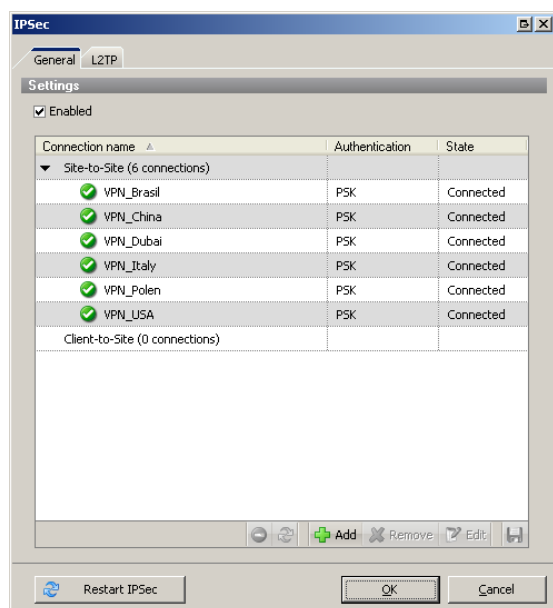 IPSec
General L2TP
Settings
Enabled
Connection name Authentication State
Site-to-Site (6 connections)
VPN_Brasil PSK Connected
VPN_China PSK Connected
VPN_Dubai PSK Connected
VPN_Italy PSK Connected
VPN_Polen PSK Connected
VPN_USA PSK Connected
Client-to-Site (0 connections)
Add Remove Edit
Restart IPSec OK Cancel